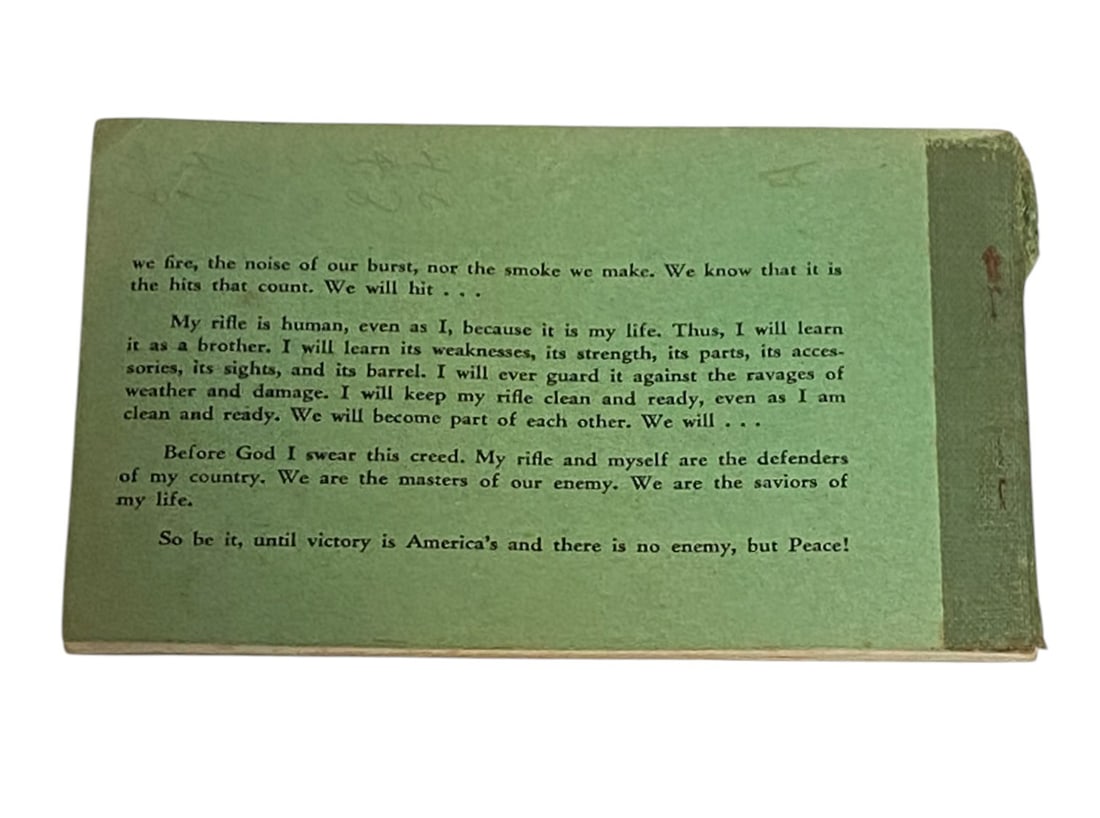 we fire, the noise of our burst, nor the smoke we make. We know that it is
the hits that count. We will hit . . .
My rifle is human, even as I, because it is my life. Thus, I will learn
it as a brother. I will learn its weaknesses, its strength, its parts, its acces-
sories, its sights, and its barrel. I will ever guard it against the ravages of
weather and damage. I will keep my rifle clean and ready, even as I am
clean and ready. We will become part of each other. We will . . .
Before God I swear this creed. My rifle and myself are the defenders
of my country. We are the masters of our enemy. We are the saviors of
my life.
So be it, until victory is America's and there is no enemy, but Peace!